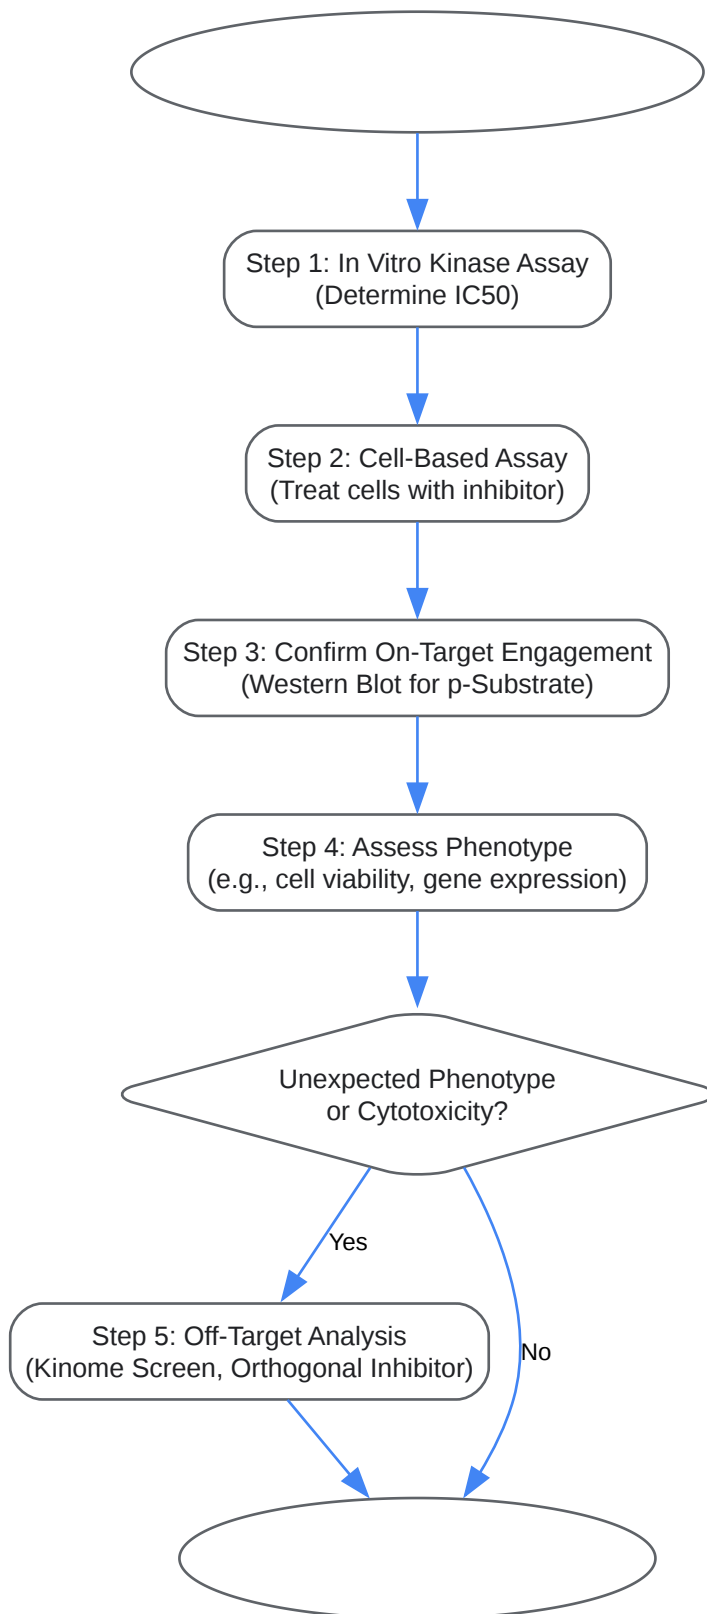 Step 1: In Vitro Kinase Assay
(Determine IC50)
Step 2: Cell-Based Assay
(Treat cells with inhibitor)
Step 3: Confirm On-Target Engagement
(Western Blot for p-Substrate)
Step 4: Assess Phenotype
(e.g., cell viability, gene expression)
Unexpected Phenotype
or Cytotoxicity?
Yes
Step 5: Off-Target Analysis
(Kinome Screen, Orthogonal Inhibitor)
No